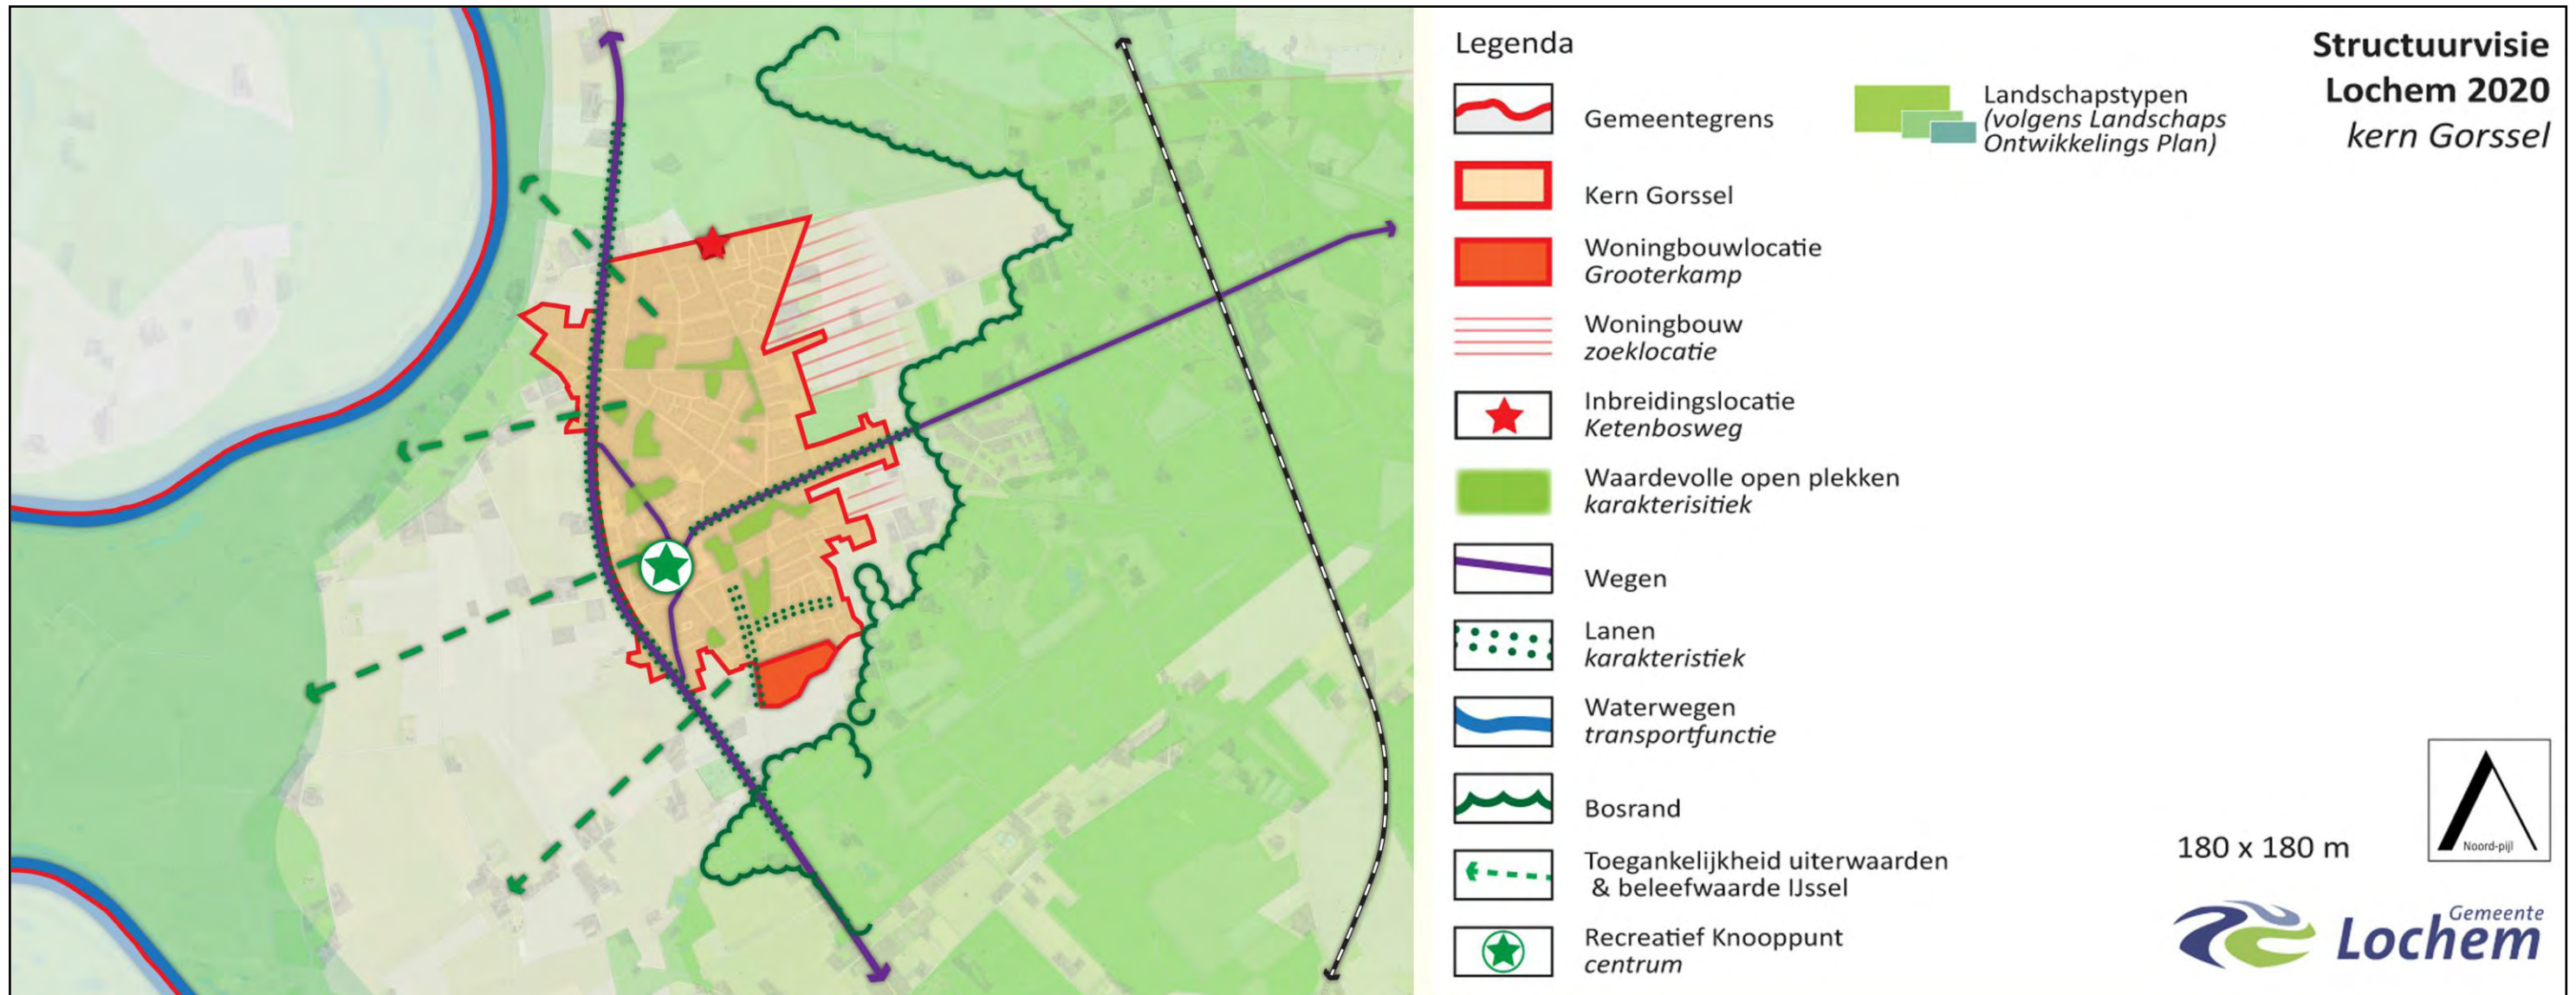 Legenda
Gemeentegrens
Kern Gorssel
Woningbouwlocatie
Grooterkamp
Woningbouw
zoeklocatie
Inbreidingslocatie
Ketenbosweg
Waardevolle open plekken
karakterisitiek
Wegen
Lanen
karakteristiek
Waterwegen
transportfunctie
Bosrand
Toegankelijkheid uiterwaarden
& beleefwaarde IJssel
Recreatief Knooppunt
centrum
Landschapstypen
(volgens Landschaps
Ontwikkelings Plan)
Structuurvisie
Lochem 2020
kern Gorssel
Noord-pijl
180 x 180 m
Gemeente
Lochem